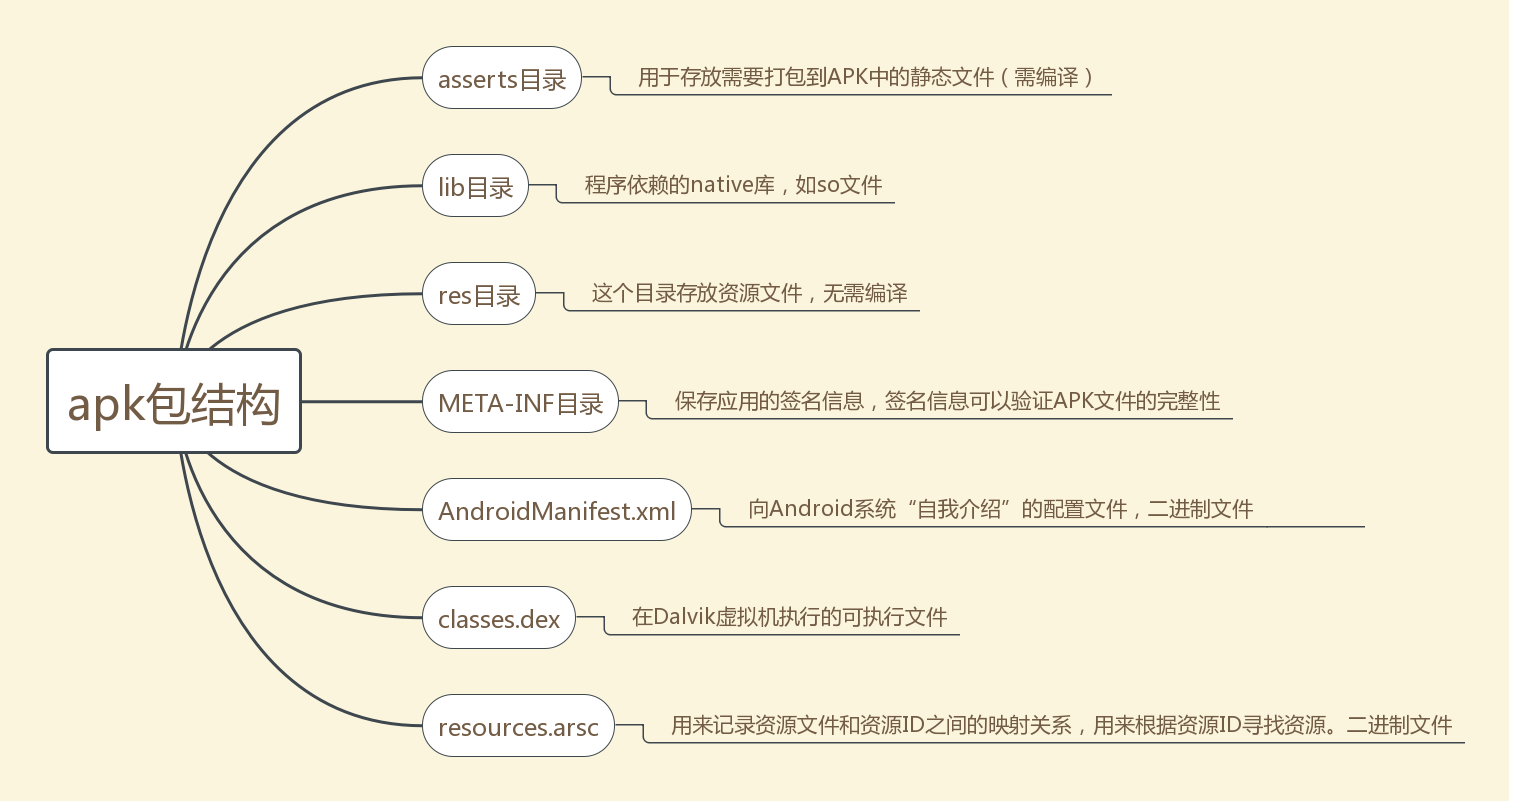 apk包结构
asserts目录
用于存放需要打包到APK中的静态文件（需编译）
lib目录
程序依赖的native库，如so文件
res目录
这个目录存放资源文件，无需编译
META-INF目录
保存应用的签名信息，签名信息可以验证APK文件的完整性
AndroidManifest.xml
向Android系统“自我介绍”的配置文件，二进制文件
classes.dex
在Dalvik虚拟机执行的可执行文件
resources.arsc
用来记录资源文件和资源ID之间的映射关系，用来根据资源ID寻找资源。二进制文件